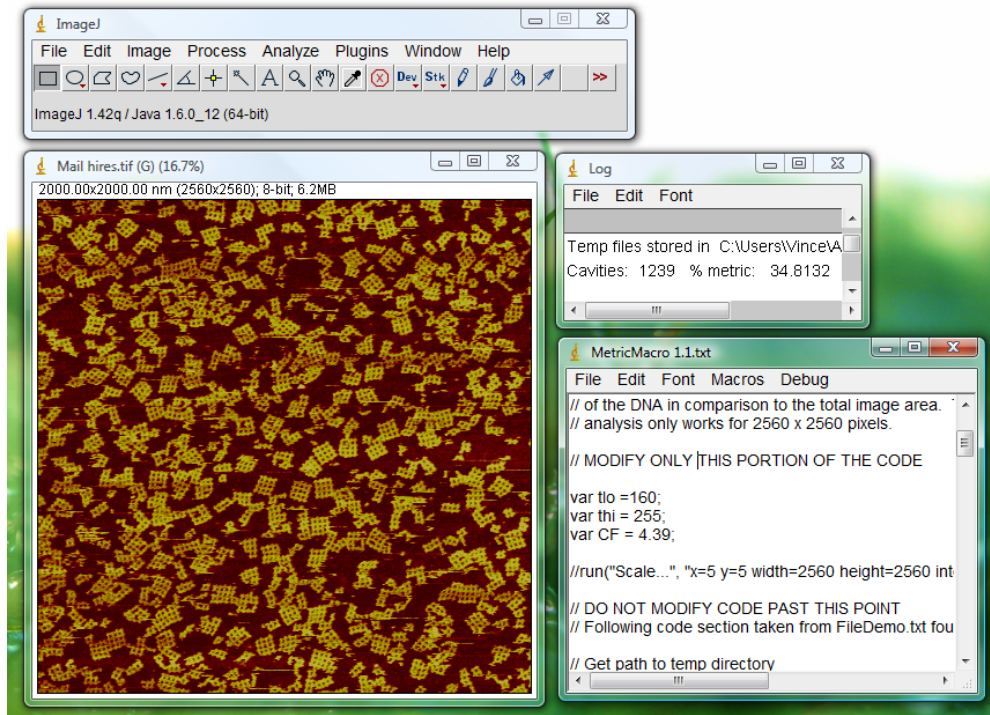 ImageJ
File Edit Image Process Analyze Plugins Window Help
A Dev Stk >>
ImageJ 1.42q / Java 1.6.0_12 (64-bit)
Mail hires.tif (G) (16.7%)
2000.00x2000.00 nm (2560x2560); 8-bit; 6.2MB
Log
File Edit Font
Temp files stored in C:\Users\Vince\A
Cavities: 1239 % metric: 34.8132
MetricMacro 1.1.txt
File Edit Font Macros Debug
// of the DNA in comparison to the total image area.
// analysis only works for 2560 x 2560 pixels.
// MODIFY ONLY THIS PORTION OF THE CODE
var tlo =160;
var thi = 255;
var CF = 4.39;
//run("Scale...", "x=5 y=5 width=2560 height=2560 int
// DO NOT MODIFY CODE PAST THIS POINT
// Following code section taken from FileDemo.txt fou
// Get path to temp directory